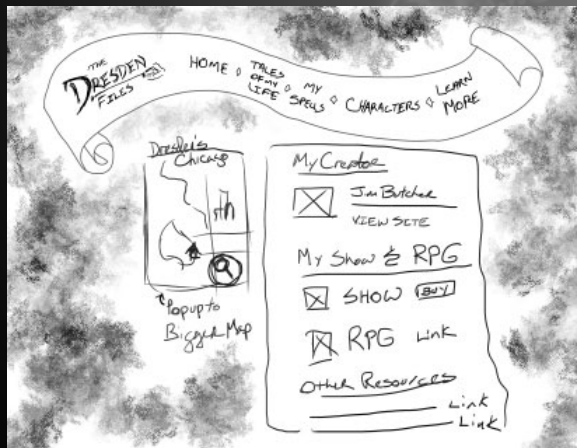 THE
DRESDEN
FILES
HOME
TALES
OF MY
LIFE
MY
SPELLS
CHARACTERS
LEARN
MORE
Dresden's
Chicago
Popup to
Bigger Map
My Creator
Jim Butcher
VIEW SITE
My Show & RPG
SHOW BUY
RPG Link
Other Resources
Link
Link